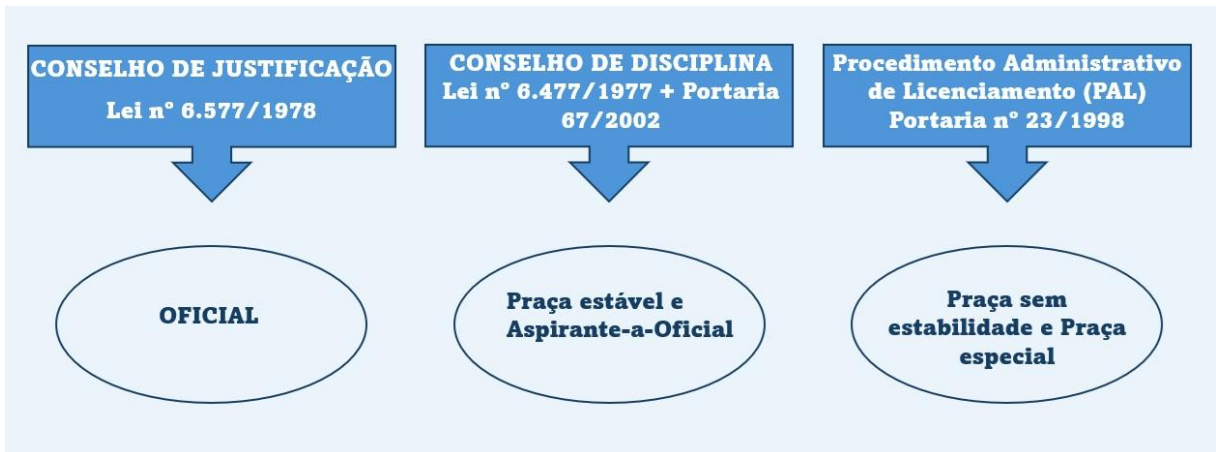 CONSELHO DE JUSTIFICAÇÃO
Lei nº 6.577/1978
CONSELHO DE DISCIPLINA
Lei nº 6.477/1977 + Portaria
67/2002
Procedimento Administrativo
de Licenciamento (PAL)
Portaria nº 23/1998
OFICIAL
Praça estável e
Aspirante-a-Oficial
Praça sem
estabilidade e Praça
especial